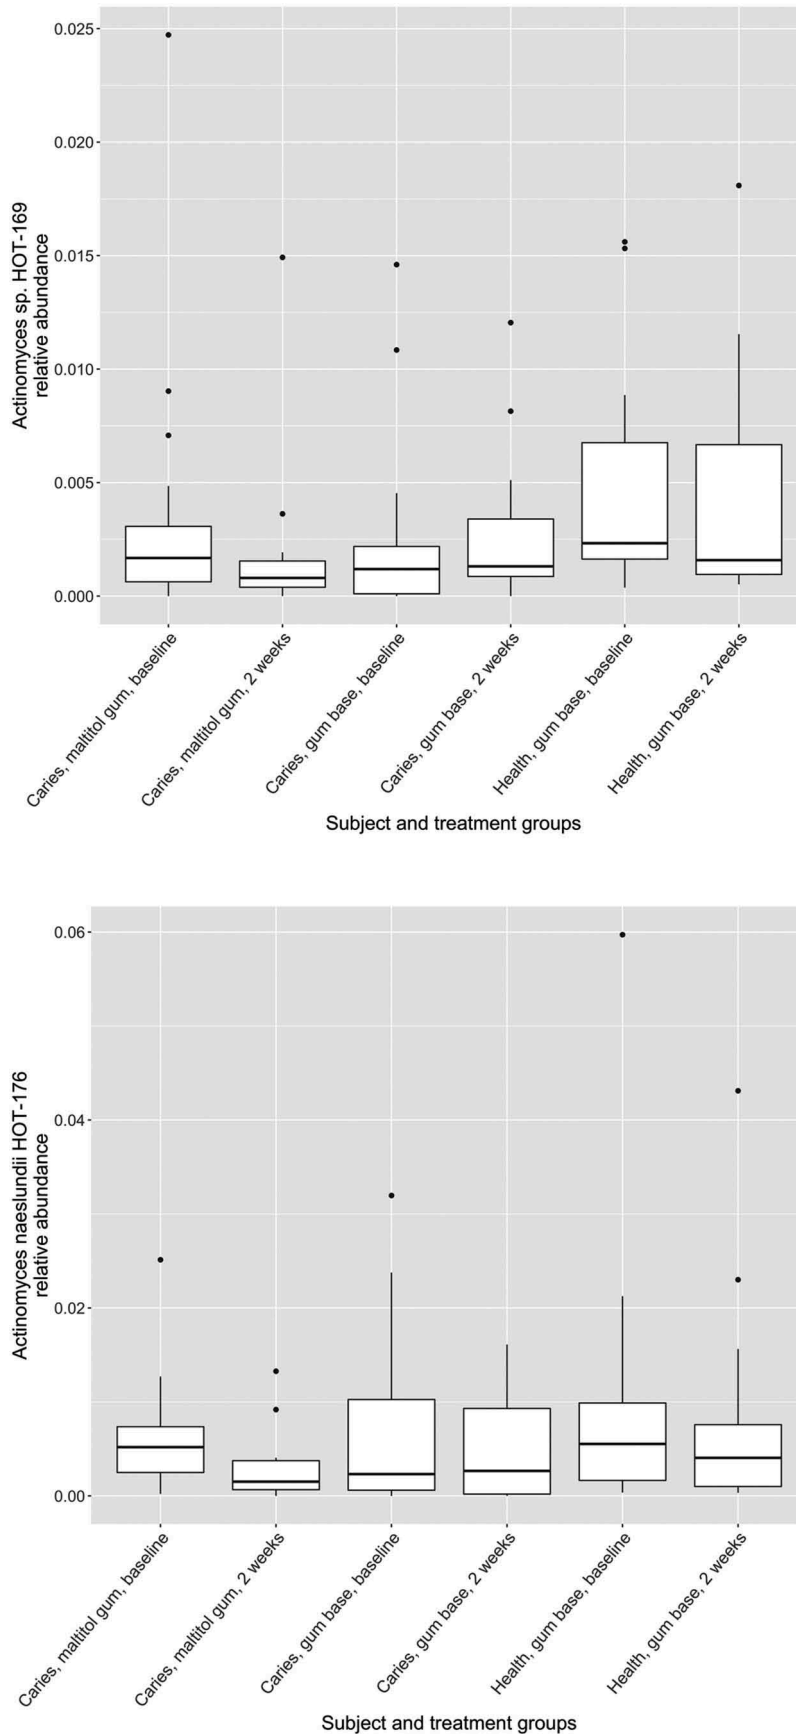 Actinomyces sp. HOT-169
relative abundance
0.025
0.020
0.015
0.010
0.005
0.000
Caries, maltitol gum, baseline
Caries, maltitol gum, 2 weeks
Caries, gum base, baseline
Caries, gum base, 2 weeks
Health, gum base, baseline
Health, gum base, 2 weeks
Subject and treatment groups
Actinomyces naeslundii HOT-176
relative abundance
0.06
0.04
0.02
0.00
Caries, maltitol gum, baseline
Caries, maltitol gum, 2 weeks
Caries, gum base, baseline
Caries, gum base, 2 weeks
Health, gum base, baseline
Health, gum base, 2 weeks
Subject and treatment groups